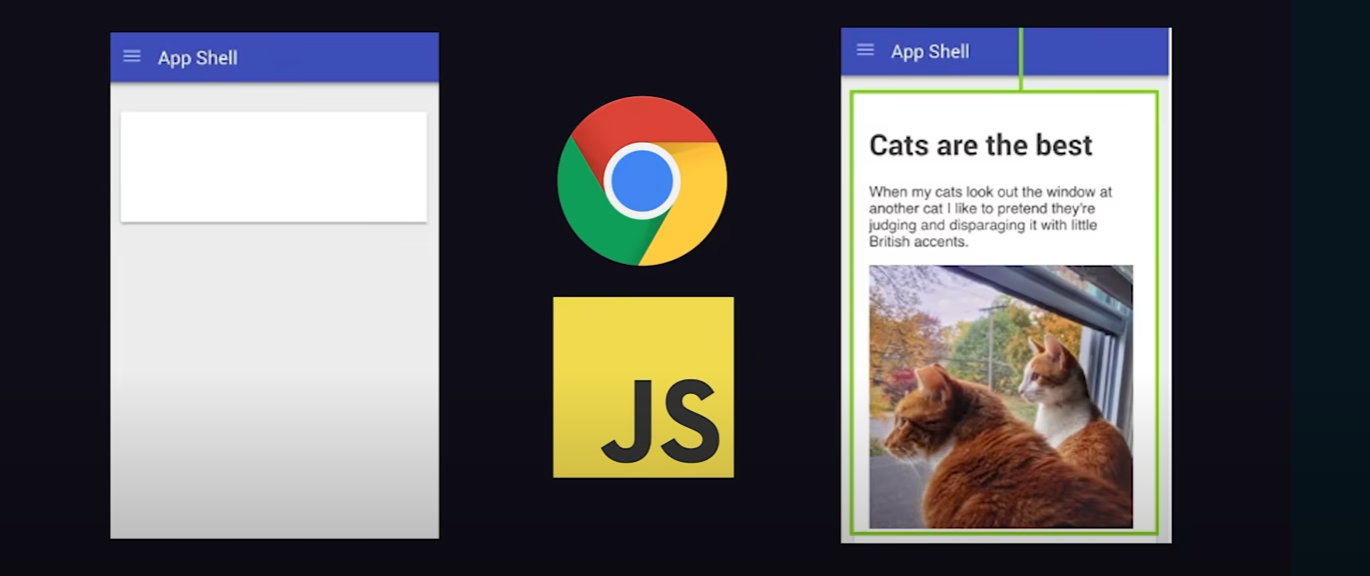 App Shell
JS
App Shell
Cats are the best
When my cats look out the window at
another cat I like to pretend they're
judging and disparaging it with little
British accents.